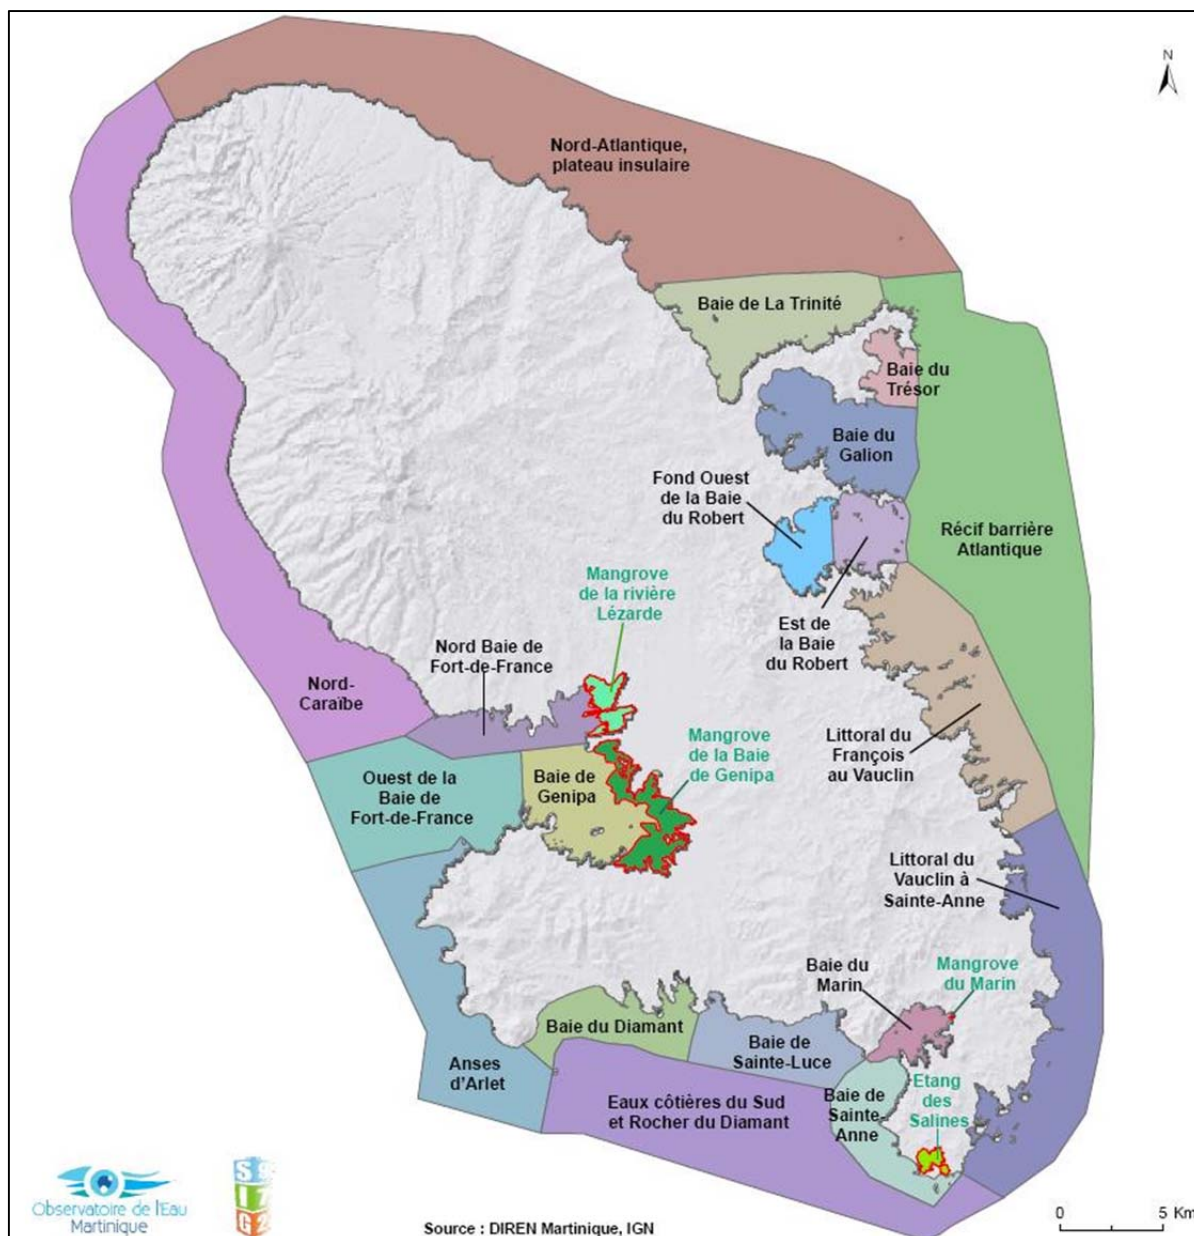 N
Nord-Atlantique,
plateau insulaire
Baie de La Trinité
Baie du
Trésor
Baie du
Galion
Fond Ouest
de la Baie
du Robert
Récif barrière
Atlantique
Mangrove
de la rivière
Lézarde
Est de
la Baie
du Robert
Nord Baie de
Fort-de-France
Nord-
Caraïbe
Mangrove
de la Baie
de Genipa
Littoral du
François
au Vauclin
Ouest de la
Baie de
Fort-de-France
Baie de
Genipa
Littoral du
Vauclin à
Sainte-Anne
Baie du
Marin
Mangrove
du Marin
Baie du Diamant
Baie de
Sainte-Luce
Anses
d'Arlet
Etang
des
Salines
Baie de
Sainte-
Anne
Eaux côtières du Sud
et Rocher du Diamant
Observatoire de l'Eau
Martinique
S 9
I 7
G 2
Source : DIREN Martinique, IGN
0 5 Km